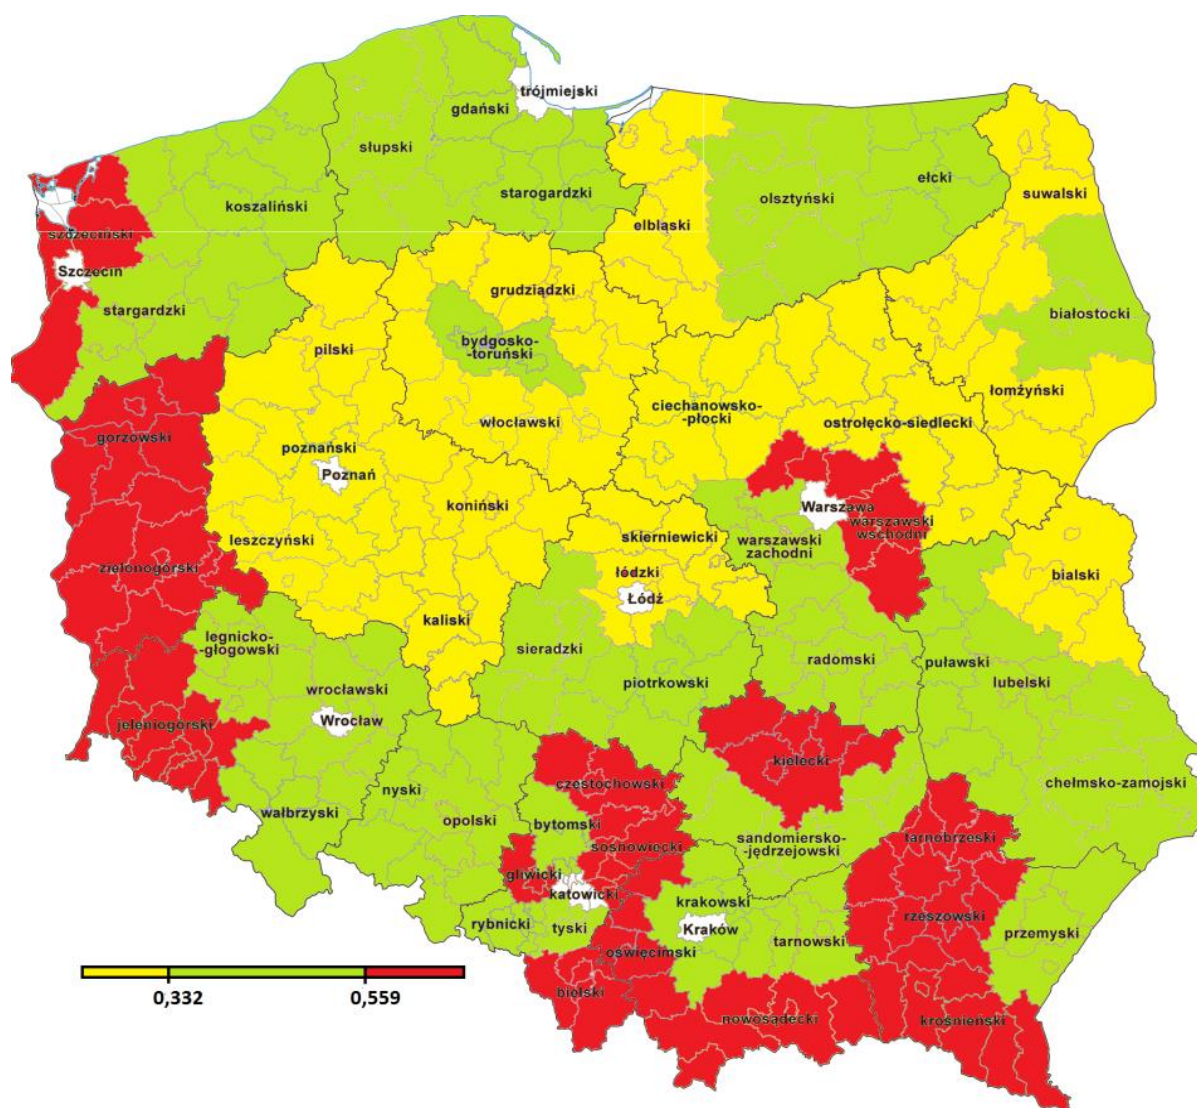 trójmiejski
gdański
słupski
starogardzki
ełcki
olsztyński
suwalski
koszaliński
elbląski
szczeciński
Szczecin
białostocki
grudziądzki
stargardzki
bydgosko-
-toruński
pilski
łomżyński
ciechanowsko-
-płocki
ostrołęcko-siedlecki
włocławski
gorzowski
poznański
Poznań
koniński
Warszawa
warszawski
wschodni
skierniewicki
warszawski
zachodni
leszczyński
zielonogórski
łódzki
Łódź
bialski
kaliski
legnicko-
-głogowski
sieradzki
radomski
puławski
lubelski
piotrkowski
wrocławski
Wrocław
jeleniogórski
kielecki
częstochowski
chełmsko-zamojski
nyski
wałbrzyski
opolski
bytomski
sosnowiecki
sandomiersko-
-jędrzejowski
tarnobrzeski
gliwicki
katowicki
krakowski
Kraków
rzeszowski
rybnicki
tyski
tarnowski
przemyski
oświęcimski
bielski
nowosądecki
krośnieński
0,332
0,559